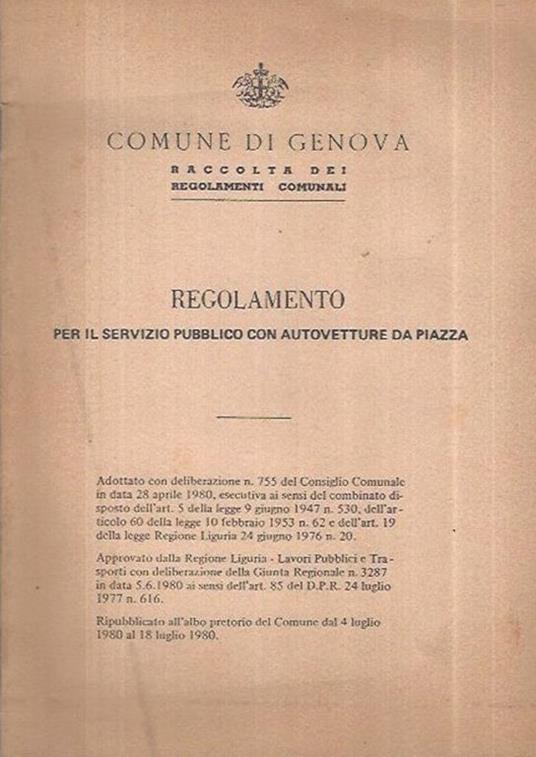 COMUNE DI GENOVA
RACCOLTA DEI
REGOLAMENTI COMUNALI
REGOLAMENTO
PER IL SERVIZIO PUBBLICO CON AUTOVETTURE DA PIAZZA
Adottato con deliberazione n. 755 del Consiglio Comunale
in data 28 aprile 1980, esecutiva ai sensi del combinato di-
sposto dell'art. 5 della legge 9 giugno 1947 n. 530, dell'ar-
ticolo 60 della legge 10 febbraio 1953 n. 62 e dell'art. 19
della legge Regione Liguria 24 giugno 1976 n. 20.
Approvato dalla Regione Liguria - Lavori Pubblici e Tra-
sporti con deliberazione della Giunta Regionale n. 3287
in data 5.6.1980 ai sensi dell'art. 85 del D.P.R. 24 luglio
1977 n. 616.
Ripubblicato all'albo pretorio del Comune dal 4 luglio
1980 al 18 luglio 1980.